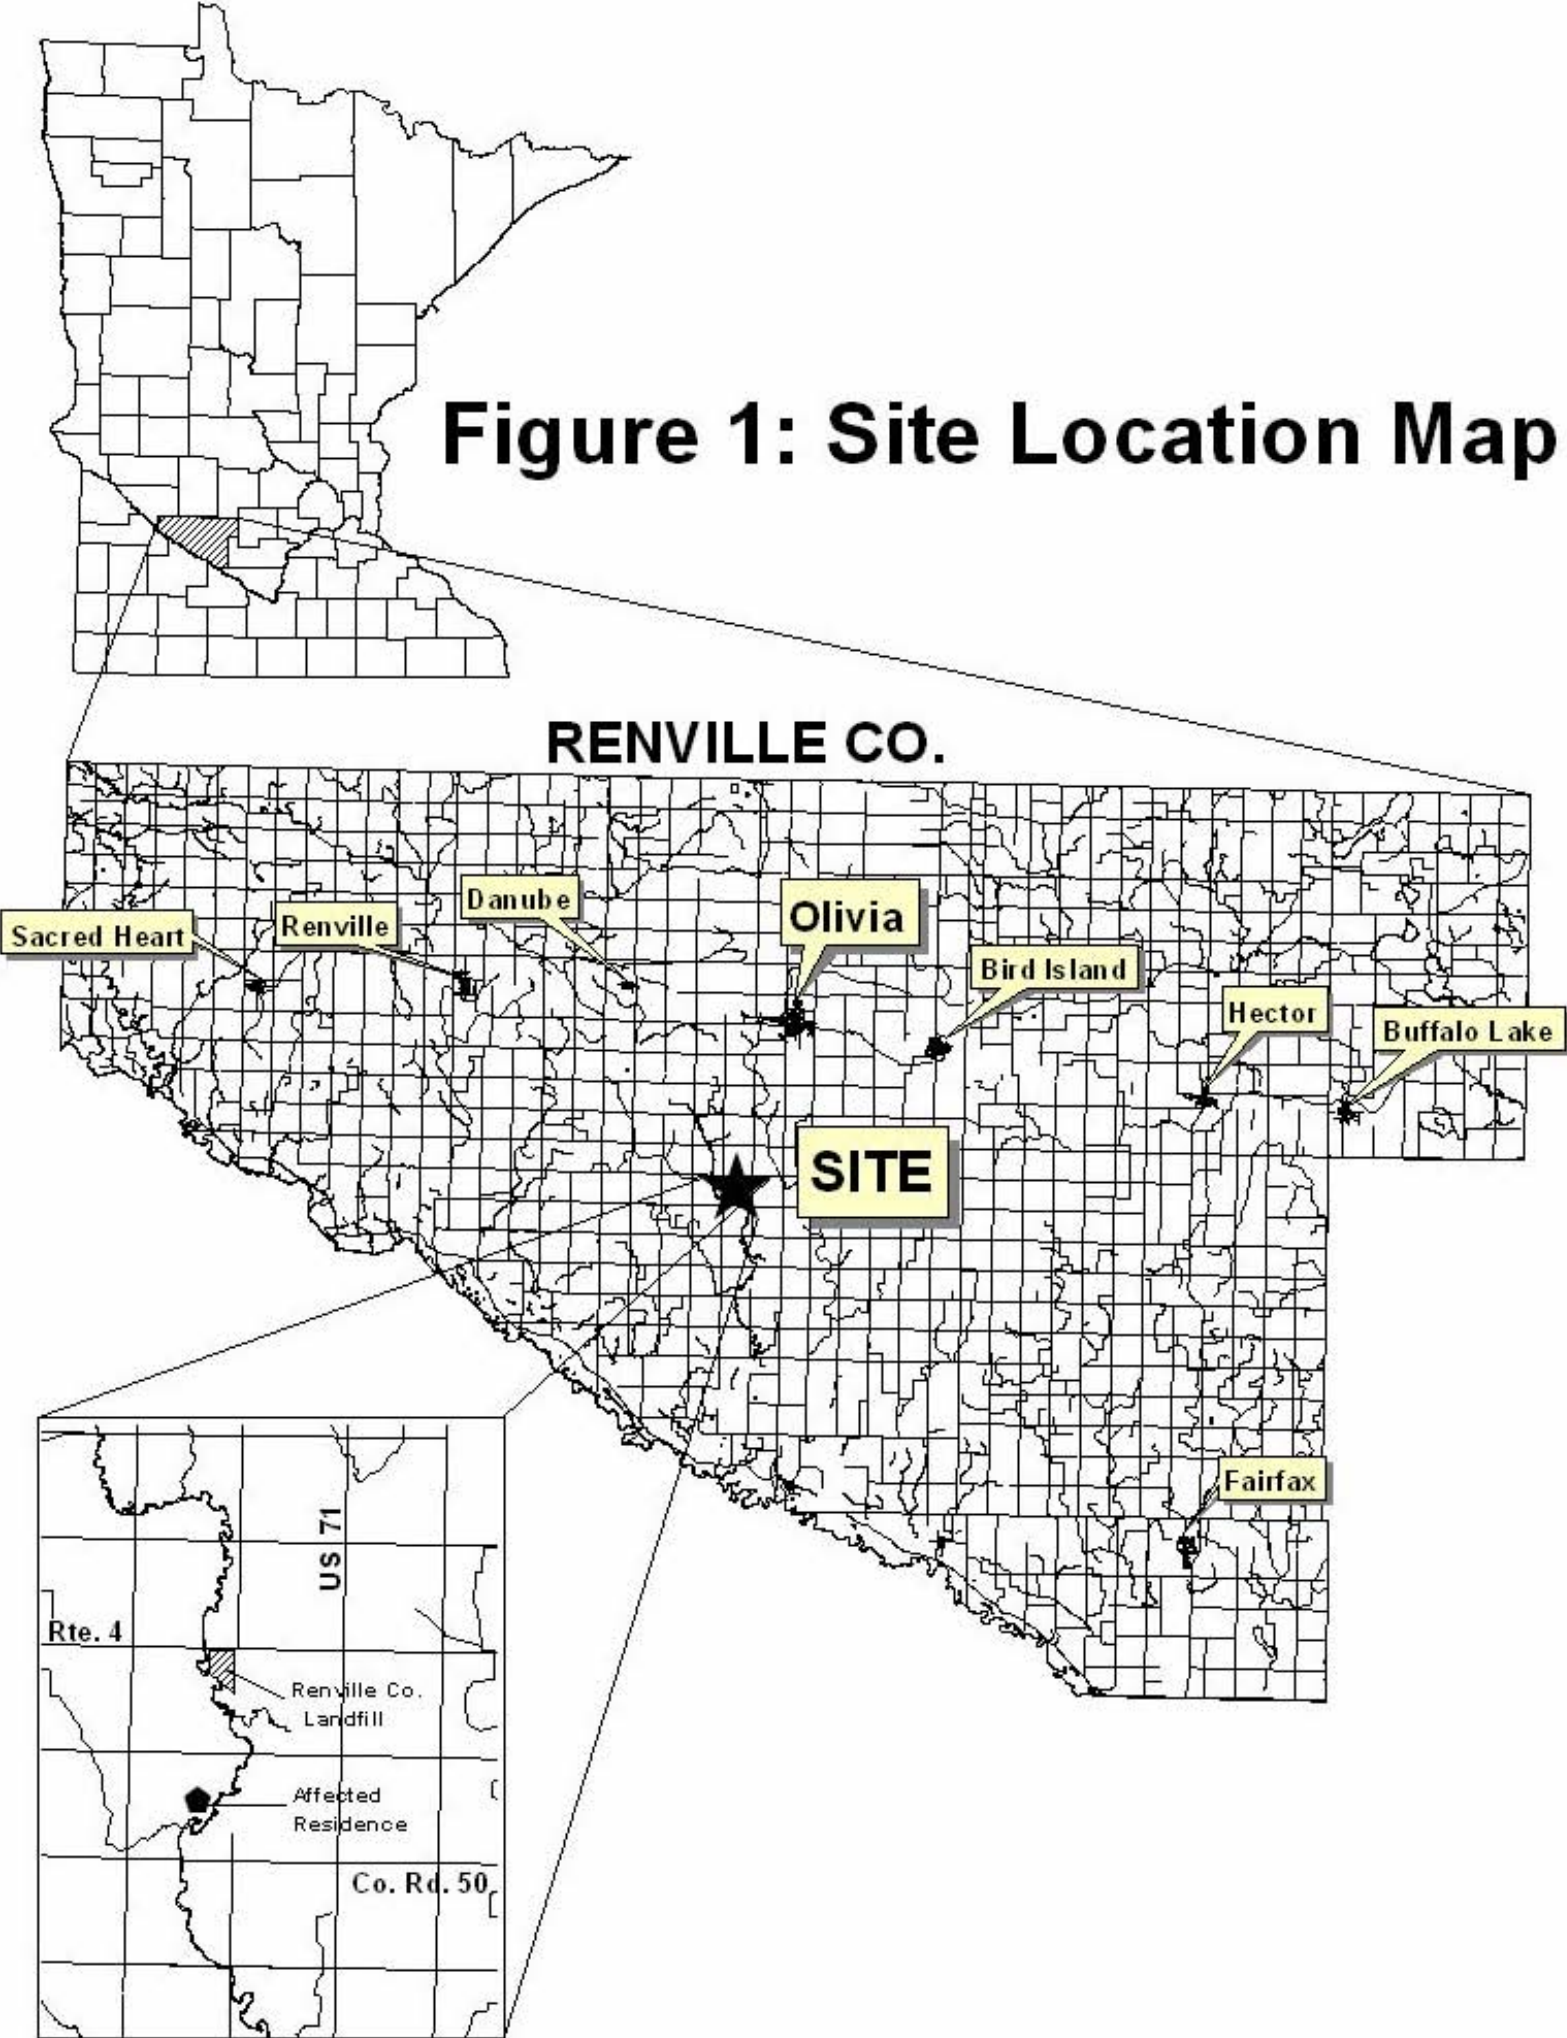 Figure 1: Site Location Map
RENVILLE CO.
Danube
Olivia
Renville
Sacred Heart
Bird Island
Hector
Buffalo Lake
SITE
Fairfax
US 71
Rte. 4
Renville Co.
Landfill
Affected
Residence
Co. Rd. 50